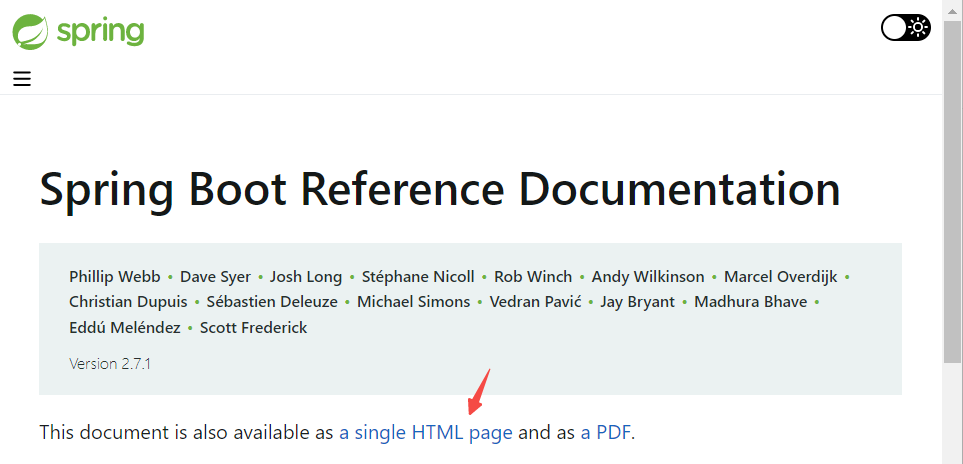 spring
Spring Boot Reference Documentation
Phillip Webb • Dave Syer • Josh Long • Stéphane Nicoll • Rob Winch • Andy Wilkinson • Marcel Overdijk •
Christian Dupuis • Sébastien Deleuze • Michael Simons • Vedran Pavić • Jay Bryant • Madhura Bhave •
Eddú Meléndez • Scott Frederick
Version 2.7.1
This document is also available as a single HTML page and as a PDF.